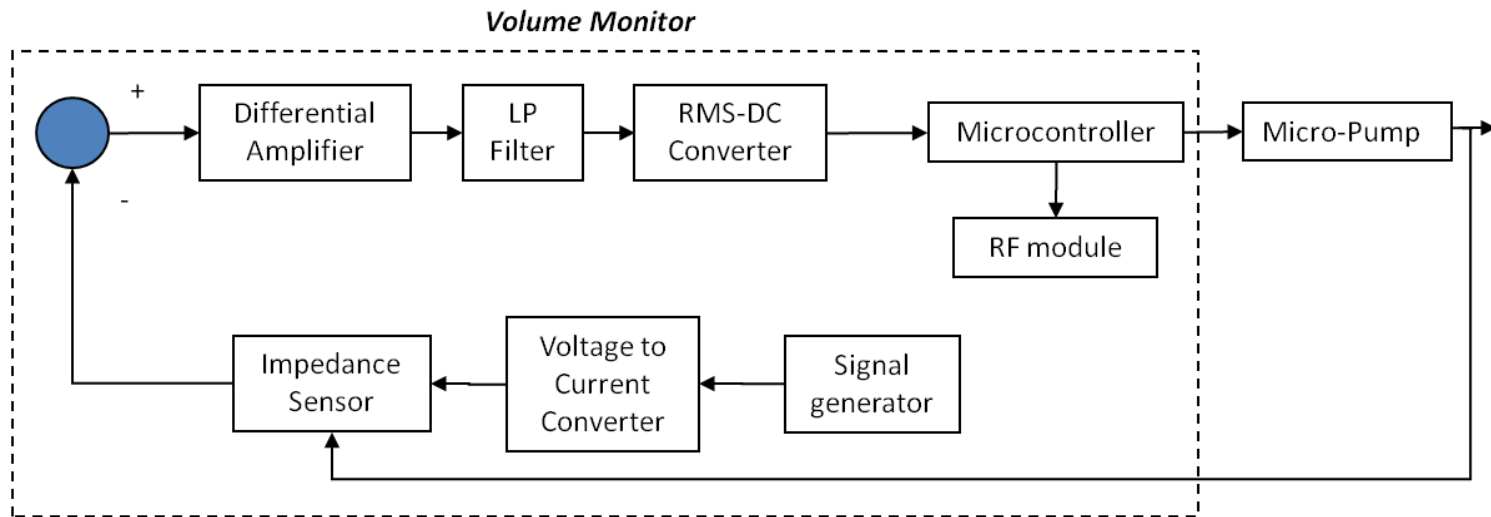 Volume Monitor
+
Differential
Amplifier
LP
Filter
RMS-DC
Converter
Microcontroller
Micro-Pump
-
RF module
Impedance
Sensor
Voltage to
Current
Converter
Signal
generator